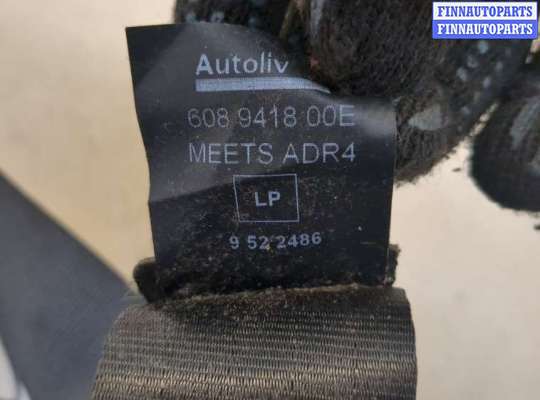 FINNAUTOPARTS
FINNAUTOPARTS
Autoliv
608 9418 00E
MEETS ADR4
LP
9 52 2486